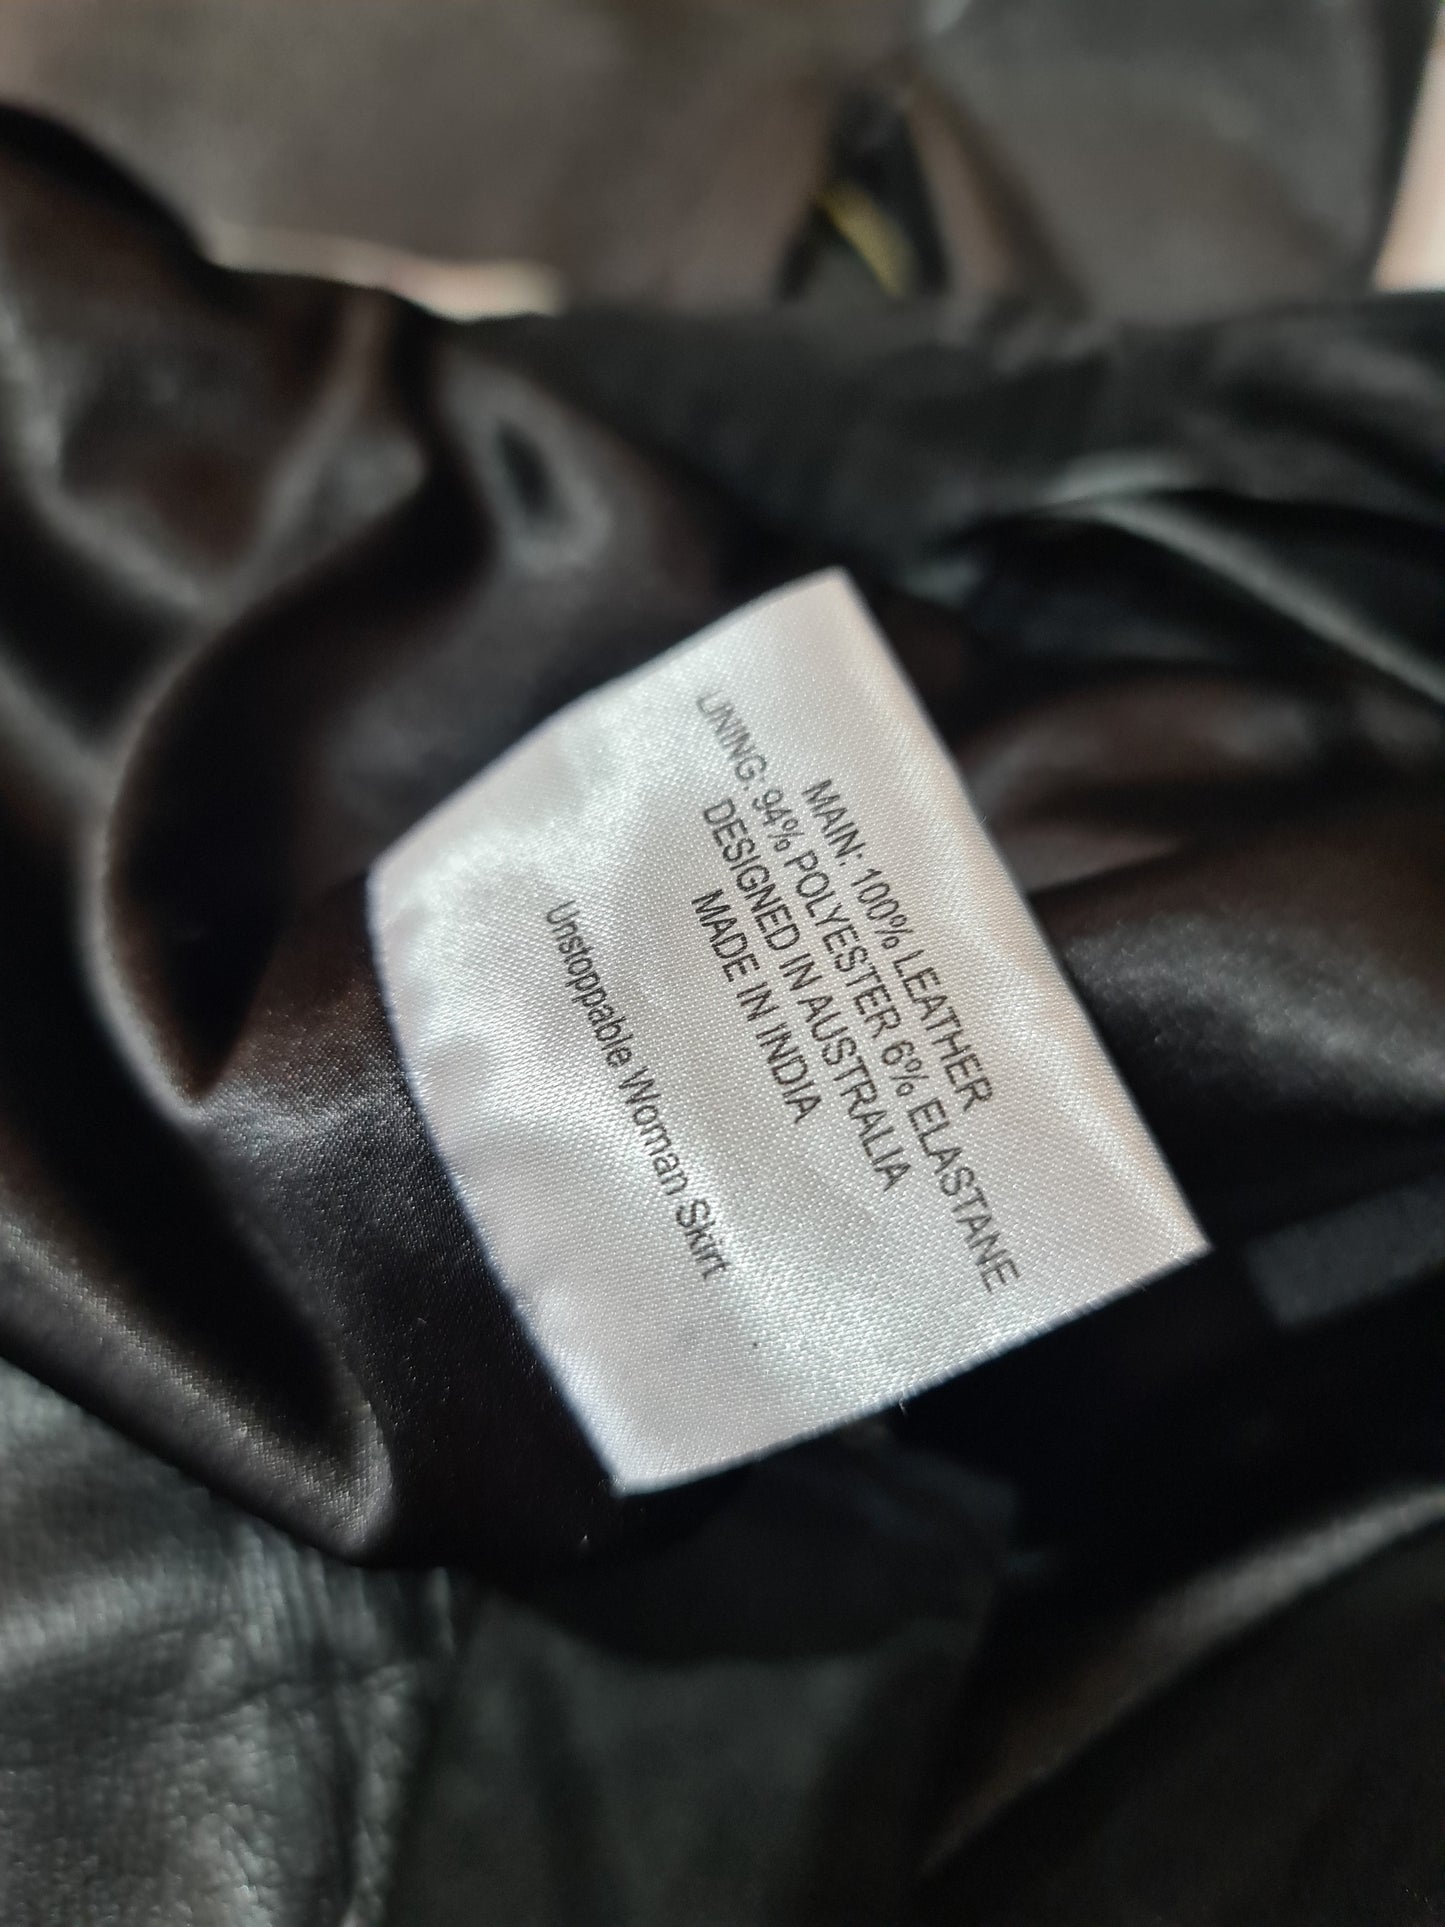 MAIN: 100% LEATHER
LINING: 94% POLYESTER 6% ELASTANE
DESIGNED IN AUSTRALIA
MADE IN INDIA
Unstoppable Woman Skirt